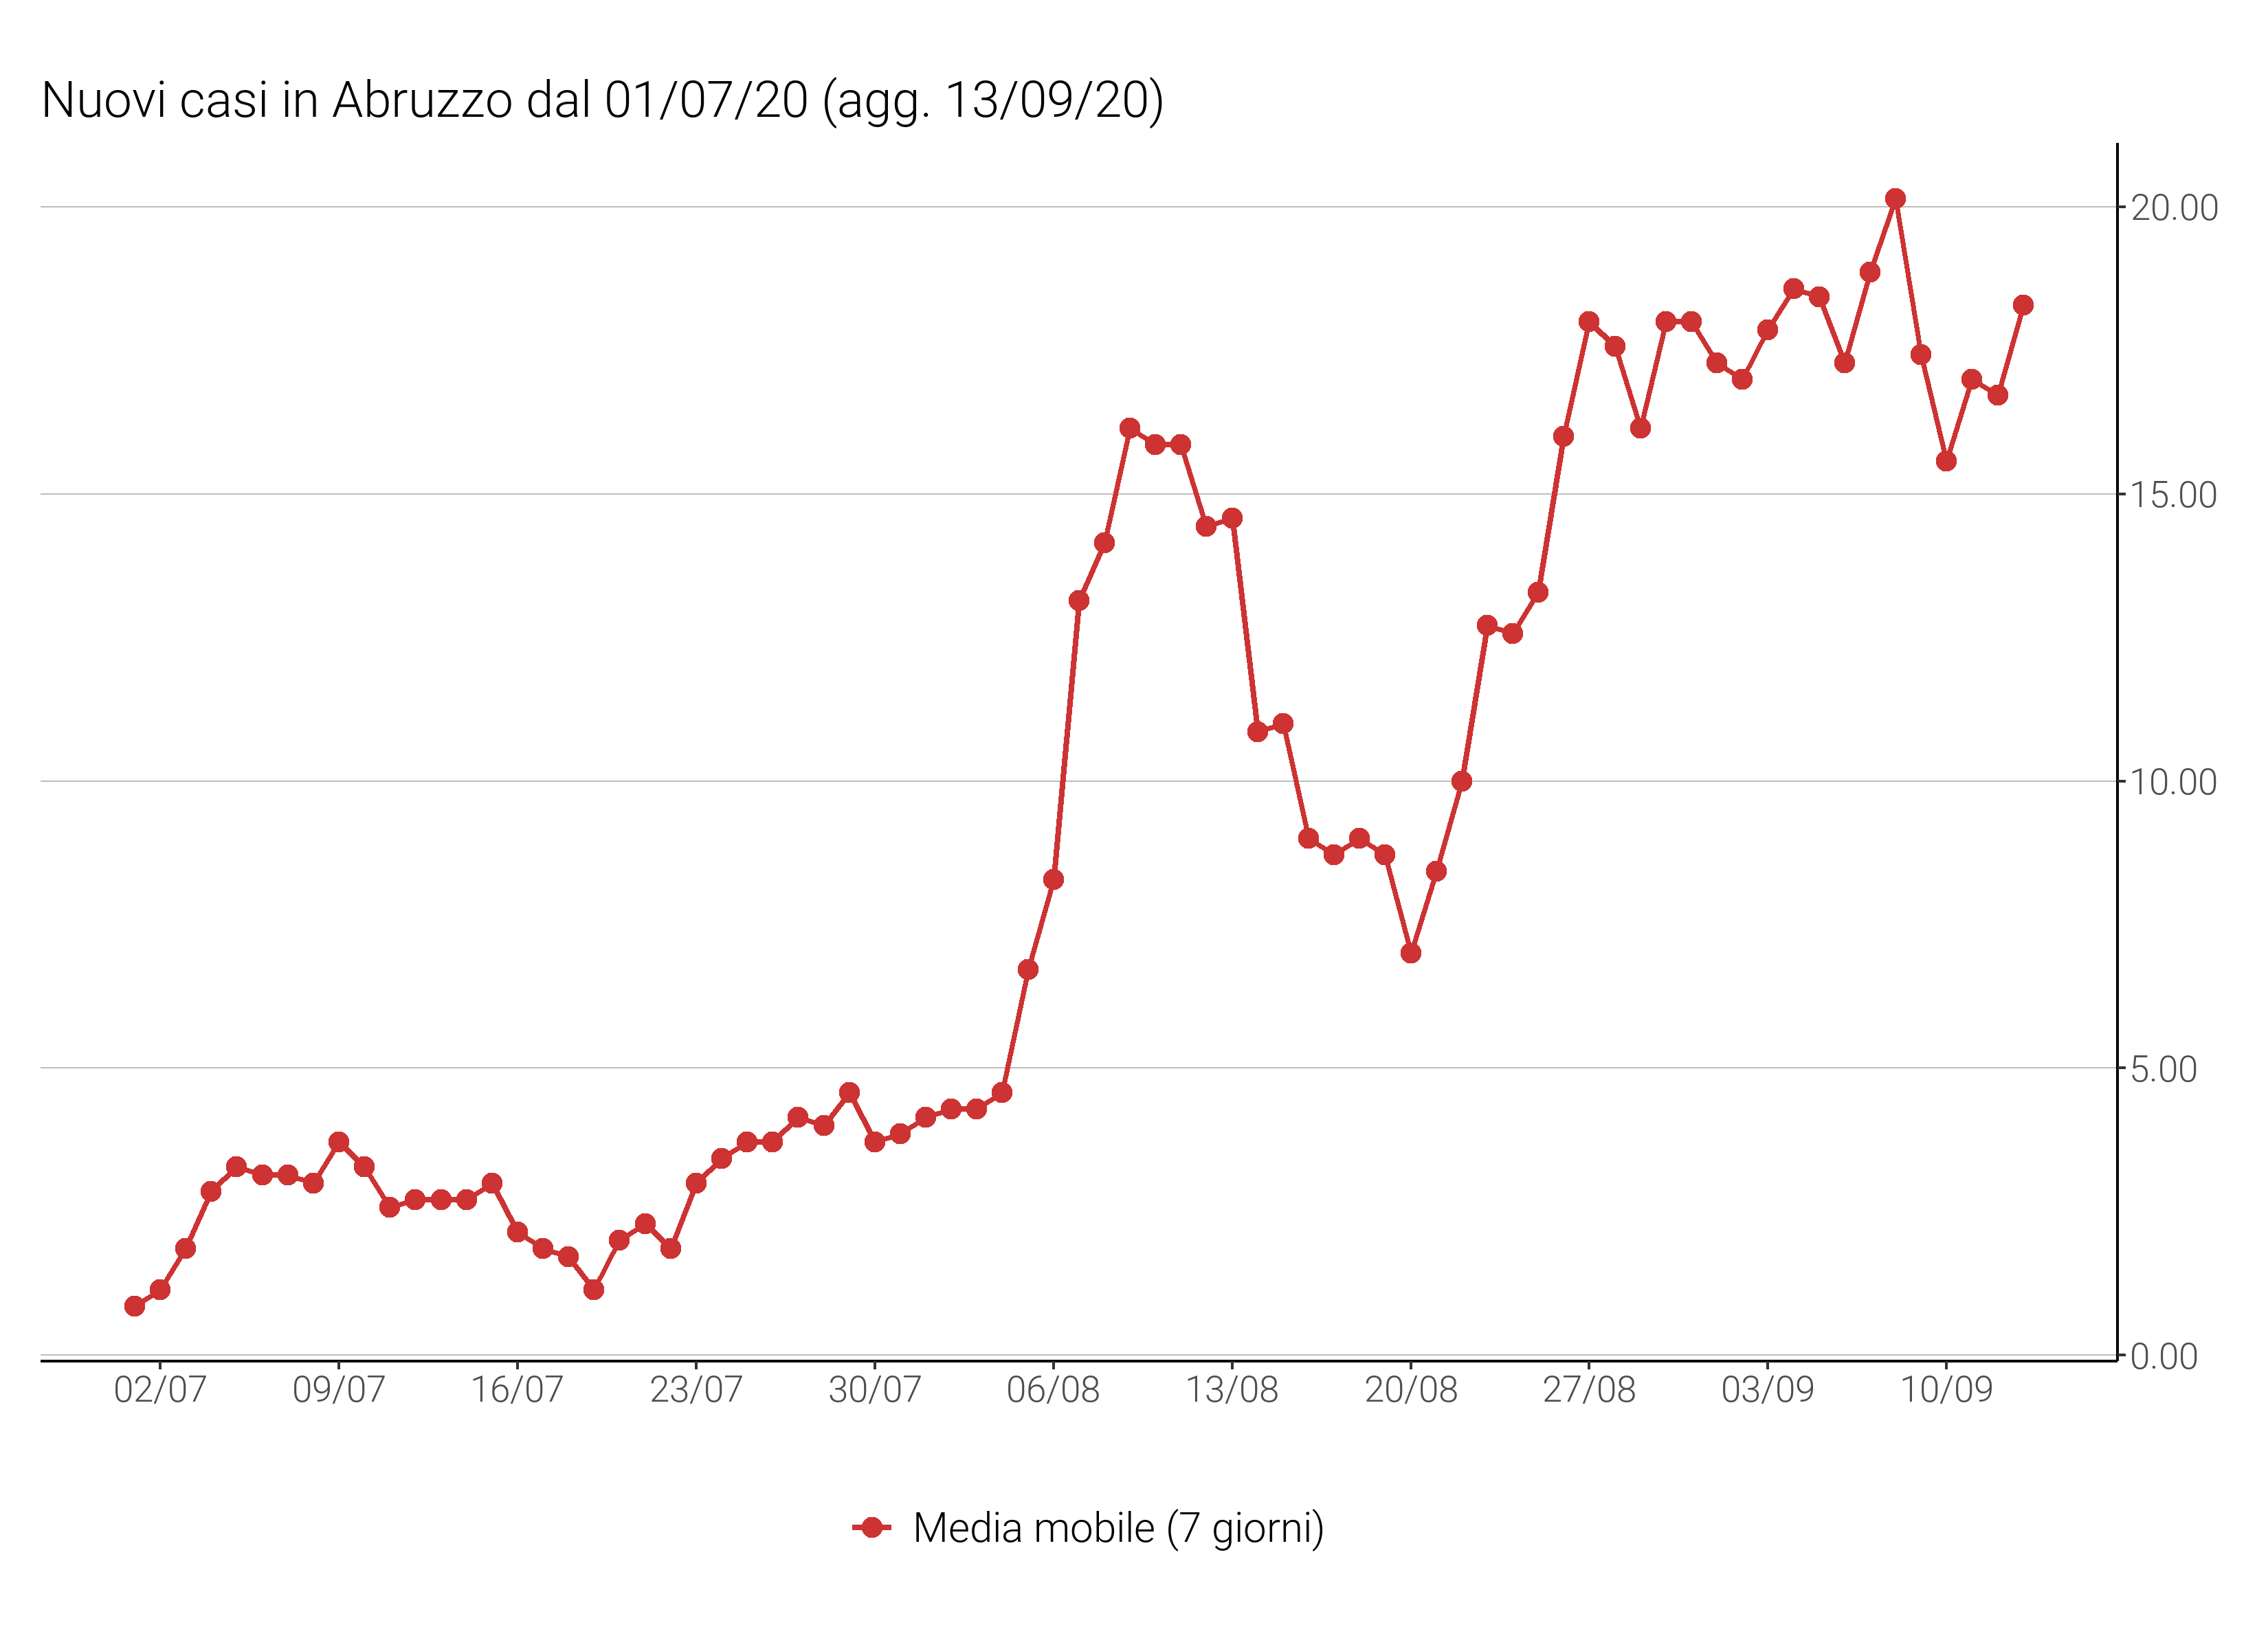 Nuovi casi in Abruzzo dal 01/07/20 (agg. 13/09/20)
20.00
15.00
10.00
5.00
0.00
02/07 09/07 16/07 23/07 30/07 06/08 13/08 20/08 27/08 03/09 10/09
Media mobile (7 giorni)